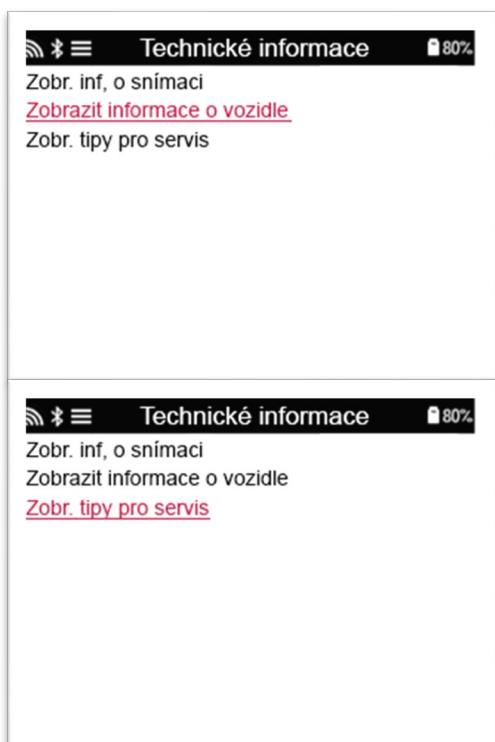 Technické informace 80%
Zobr. inf, o snímaci
Zobrazit informace o vozidle
Zobr. tipy pro servis
Technické informace 80%
Zobr. inf, o snímaci
Zobrazit informace o vozidle
Zobr. tipy pro servis